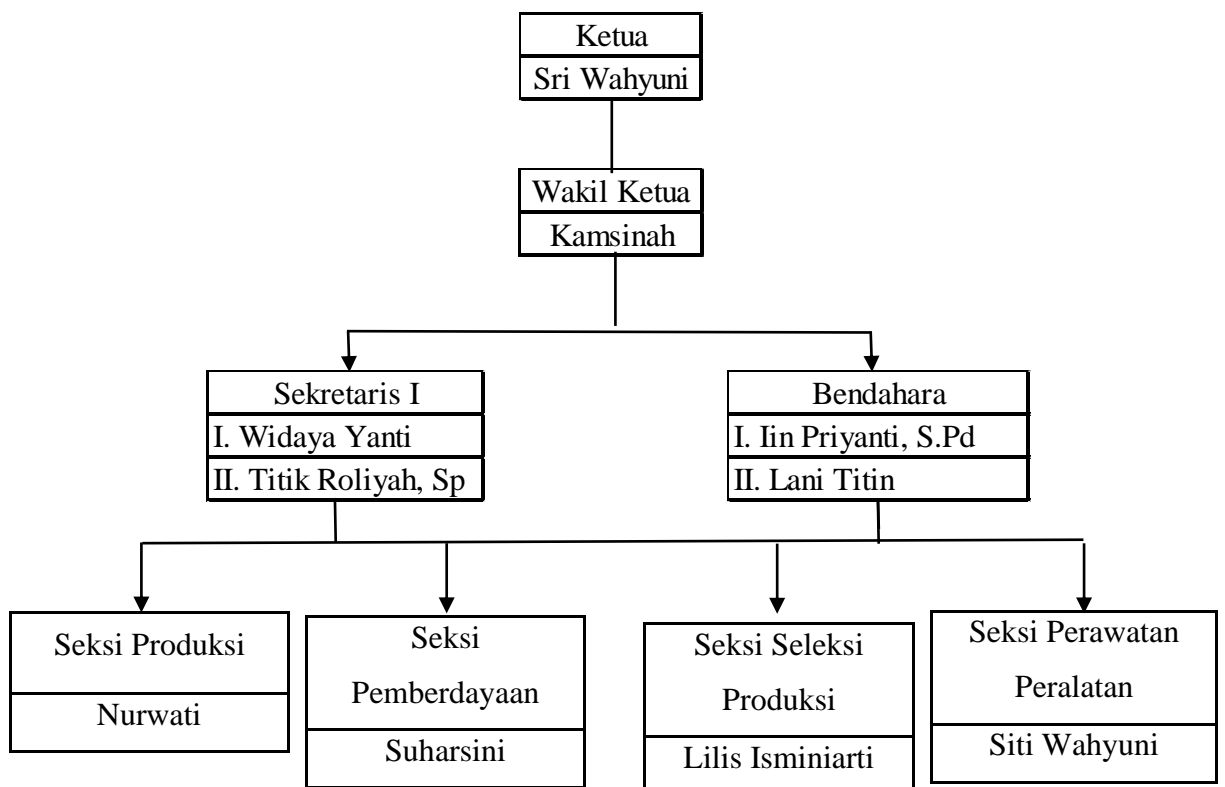 Ketua
Sri Wahyuni
Wakil Ketua
Kamsinah
Sekretaris I
I. Widaya Yanti
II. Titik Roliyah, Sp
Bendahara
I. Iin Priyanti, S.Pd
II. Lani Titin
Seksi Produksi
Nurwati
Seksi
Pemberdayaan
Suharsini
Seksi Seleksi
Produksi
Lilis Isminiarti
Seksi Perawatan
Peralatan
Siti Wahyuni